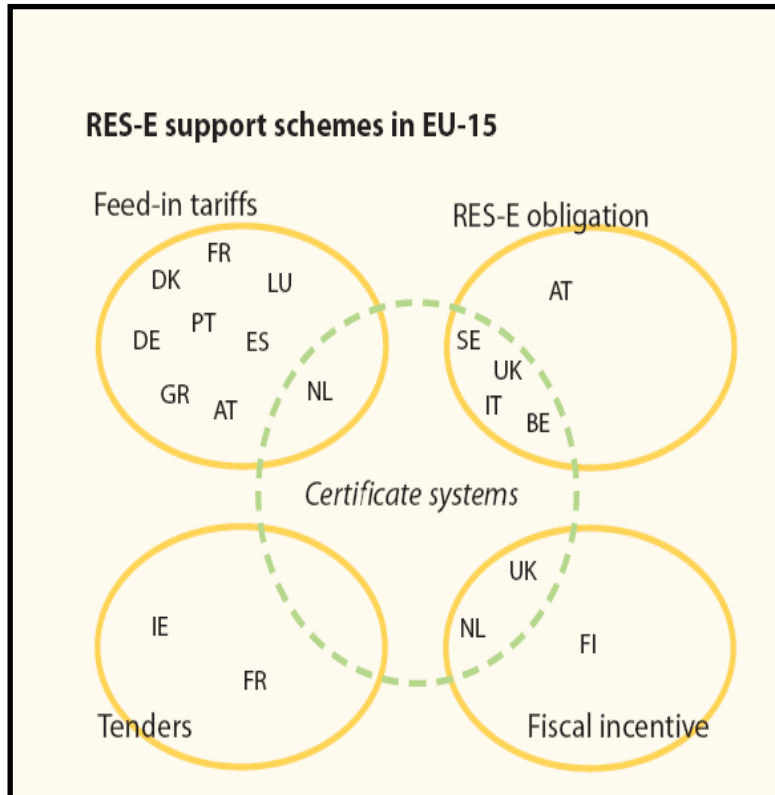 RES-E support schemes in EU-15
Feed-in tariffs
RES-E obligation
FR
DK
LU
PT
DE
ES
GR
AT
NL
AT
SE
UK
IT
BE
Certificate systems
IE
FR
Tenders
UK
NL
FI
Fiscal incentive